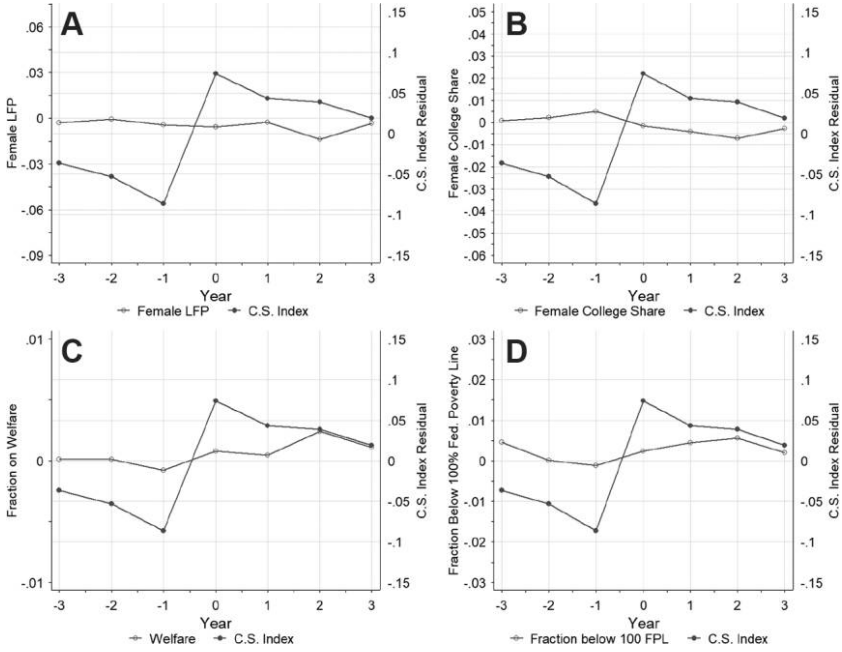 A
Female LFP
.06
.03
0
-.03
-.06
-.09
.15
.1
.05
0
-.05
-.1
-.15
C.S. Index Residual
-3 -2 -1 0 1 2 3
Year
Female LFP C.S. Index
B
Female College Share
.05
.04
.03
.02
.01
0
-.01
-.02
-.03
-.04
-.05
-.06
.15
.1
.05
0
-.05
-.1
-.15
C.S. Index Residual
-3 -2 -1 0 1 2 3
Year
Female College Share C.S. Index
C
Fraction on Welfare
.01
0
-.01
.15
.1
.05
0
-.05
-.1
-.15
C.S. Index Residual
-3 -2 -1 0 1 2 3
Year
Welfare C.S. Index
D
Fraction Below 100% Fed. Poverty Line
.03
.02
.01
0
-.01
-.02
-.03
.15
.1
.05
0
-.05
-.1
-.15
C.S. Index Residual
-3 -2 -1 0 1 2 3
Year
Fraction below 100 FPL C.S. Index